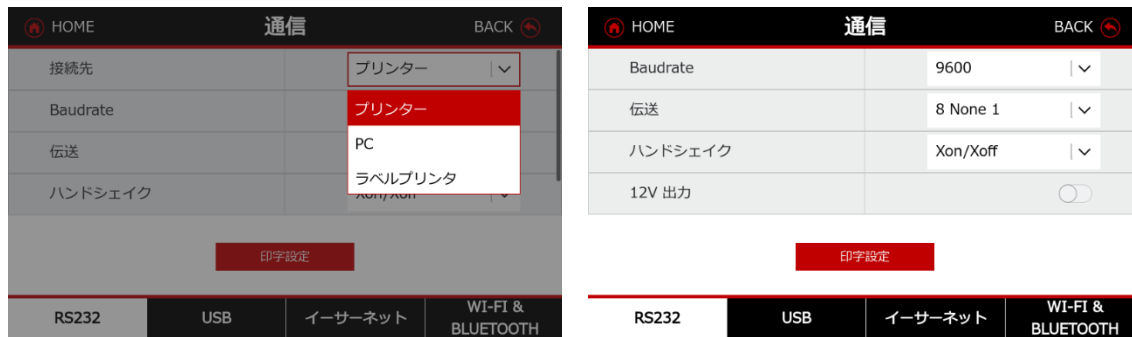 HOME 通信 BACK
接続先 プリンター
Baudrate プリンター
PC
伝送
ラベルプリンタ
ハンドシェイク Xon/Xoff
印字設定
RS232 USB イーサーネット WI-FI &
BLUETOOTH
HOME 通信 BACK
Baudrate 9600
伝送 8 None 1
ハンドシェイク Xon/Xoff
12V 出力
印字設定
RS232 USB イーサーネット WI-FI &
BLUETOOTH